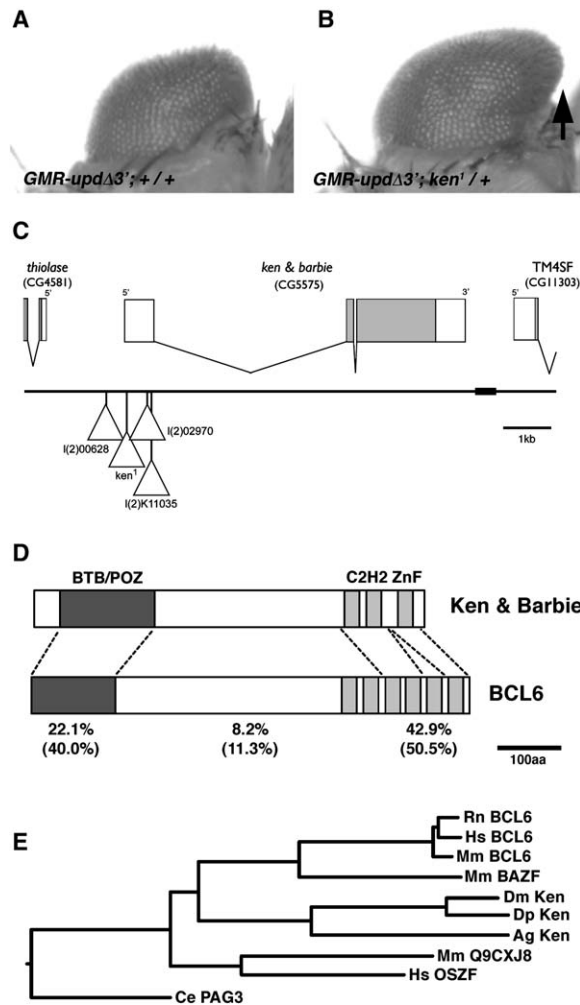 A
B
GMR-updΔ3'; + / +
GMR-updΔ3'; ken¹ / +
C
thiolase
(CG4581)
ken & barbie
(CG5575)
TM4SF
(CG11303)
5'
5'
3'
5'
l(2)00628
ken¹
l(2)02970
l(2)K11035
1kb
D
BTB/POZ
C2H2 ZnF
Ken & Barbie
BCL6
22.1%
(40.0%)
8.2%
(11.3%)
42.9%
(50.5%)
100aa
E
Rn BCL6
Hs BCL6
Mm BCL6
Mm BAZF
Dm Ken
Dp Ken
Ag Ken
Mm Q9CXJ8
Hs OSZF
Ce PAG3